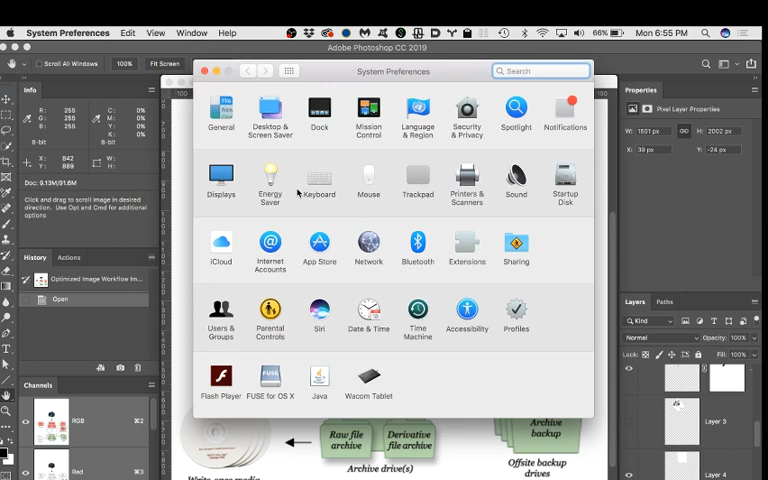 System Preferences Edit View Window Help 66% Mon 6:55 PM
Adobe Photoshop CC 2019
Scroll All Windows 100% Fit Screen
System Preferences
Search
General Desktop & Screen Saver Dock Mission Control Language & Region Security & Privacy Spotlight Notifications
Displays Energy Saver Keyboard Mouse Trackpad Printers & Scanners Sound Startup Disk
iCloud Internet Accounts App Store Network Bluetooth Extensions Sharing
Users & Groups Parental Controls Siri Date & Time Time Machine Accessibility Profiles
Flash Player FUSE for OS X Java Wacom Tablet
Info
R: 255 C: 0%
G: 255 M: 0%
B: 255 Y: 0%
K: 0%
8-bit 8-bit
X: 842 W:
Y: 889 H:
Doc: 9.13M/91.6M
Click and drag to scroll image in desired
direction. Use Opt and Cmd for additional
options
History Actions
Optimized Image Workflow Im...
Open
Channels
RGB ⌘2
Red ⌘3
100
150
Properties
Pixel Layer Properties
W: 1501 px GO H: 2002 px
X: 39 px Y: -24 px
Layers Paths
Kind
Normal Opacity: 100%
Lock: Fill: 100%
Layer 3
Layer 4
Raw file archive
Derivative file archive
Archive drive(s)
Archive backup
Offsite backup drives
Write-once media